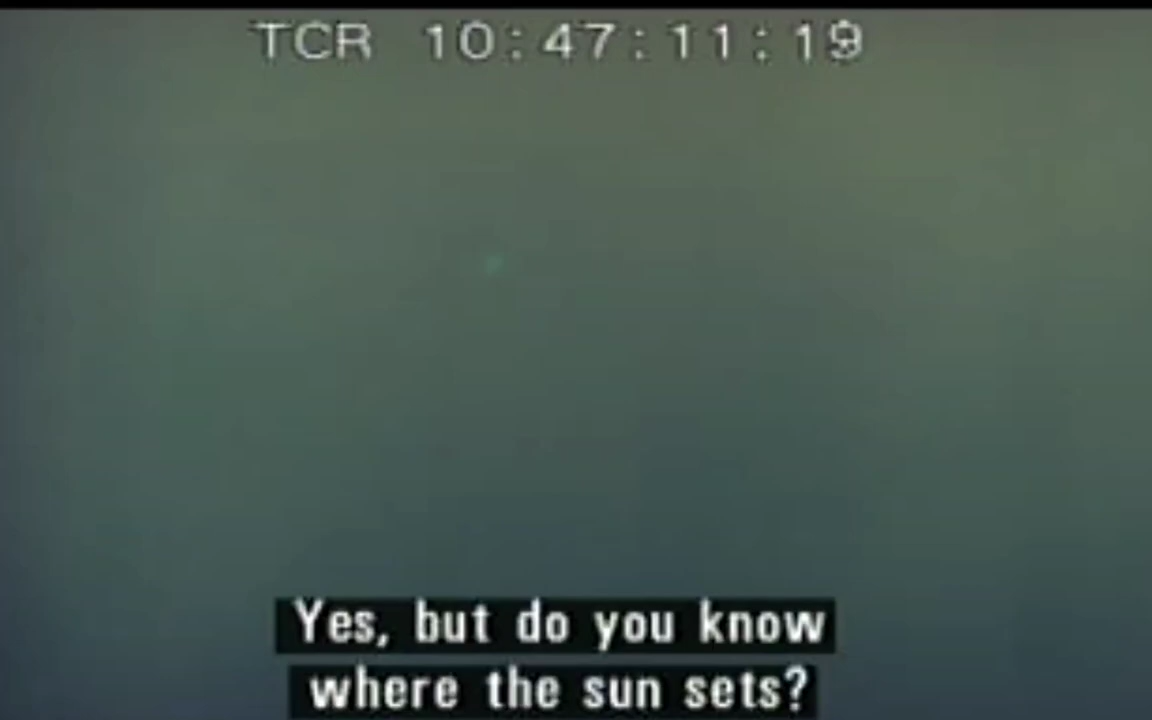 TCR 10:47:11:19
Yes, but do you know
where the sun sets?